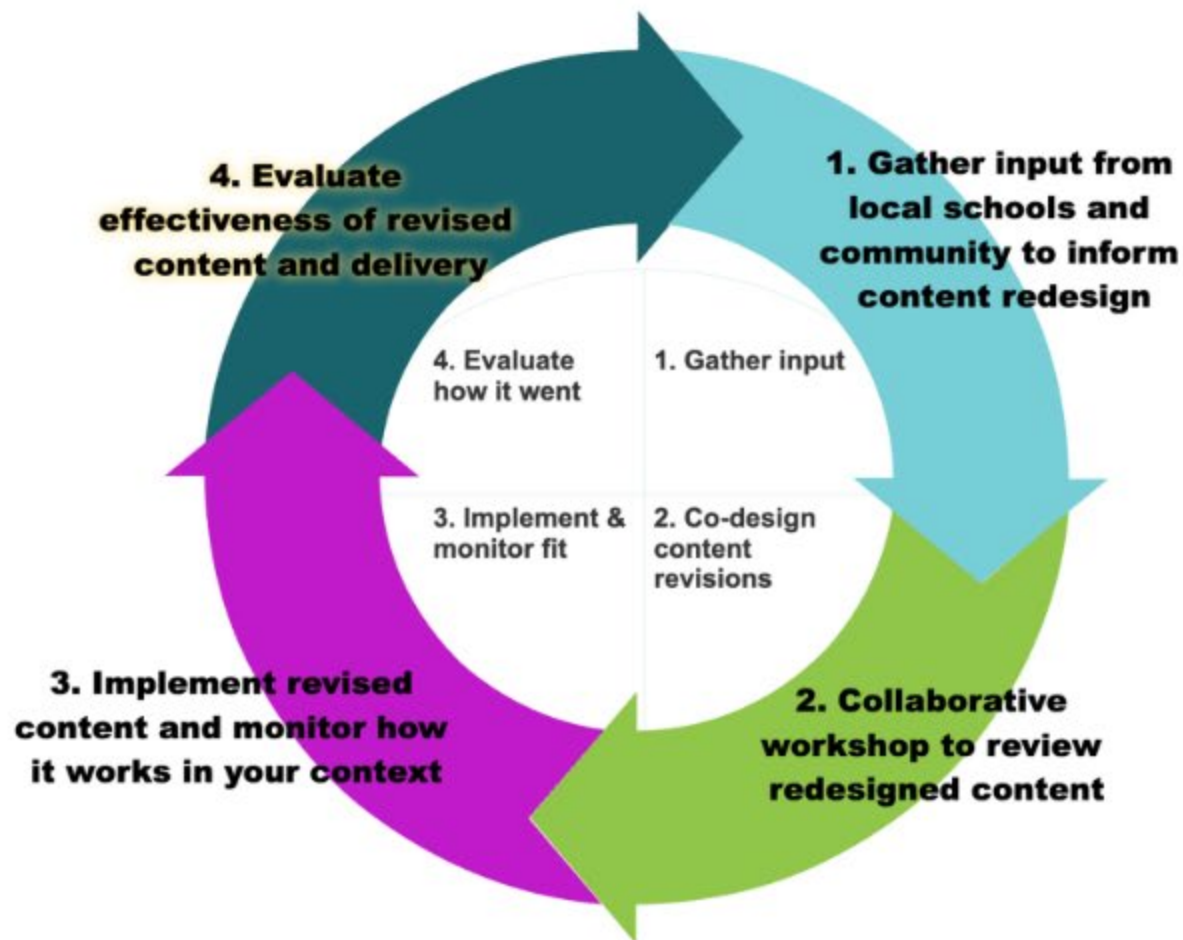 4. Evaluate
effectiveness of revised
content and delivery
1. Gather input from
local schools and
community to inform
content redesign
4. Evaluate
how it went
1. Gather input
3. Implement &
monitor fit
2. Co-design
content
revisions
3. Implement revised
content and monitor how
it works in your context
2. Collaborative
workshop to review
redesigned content